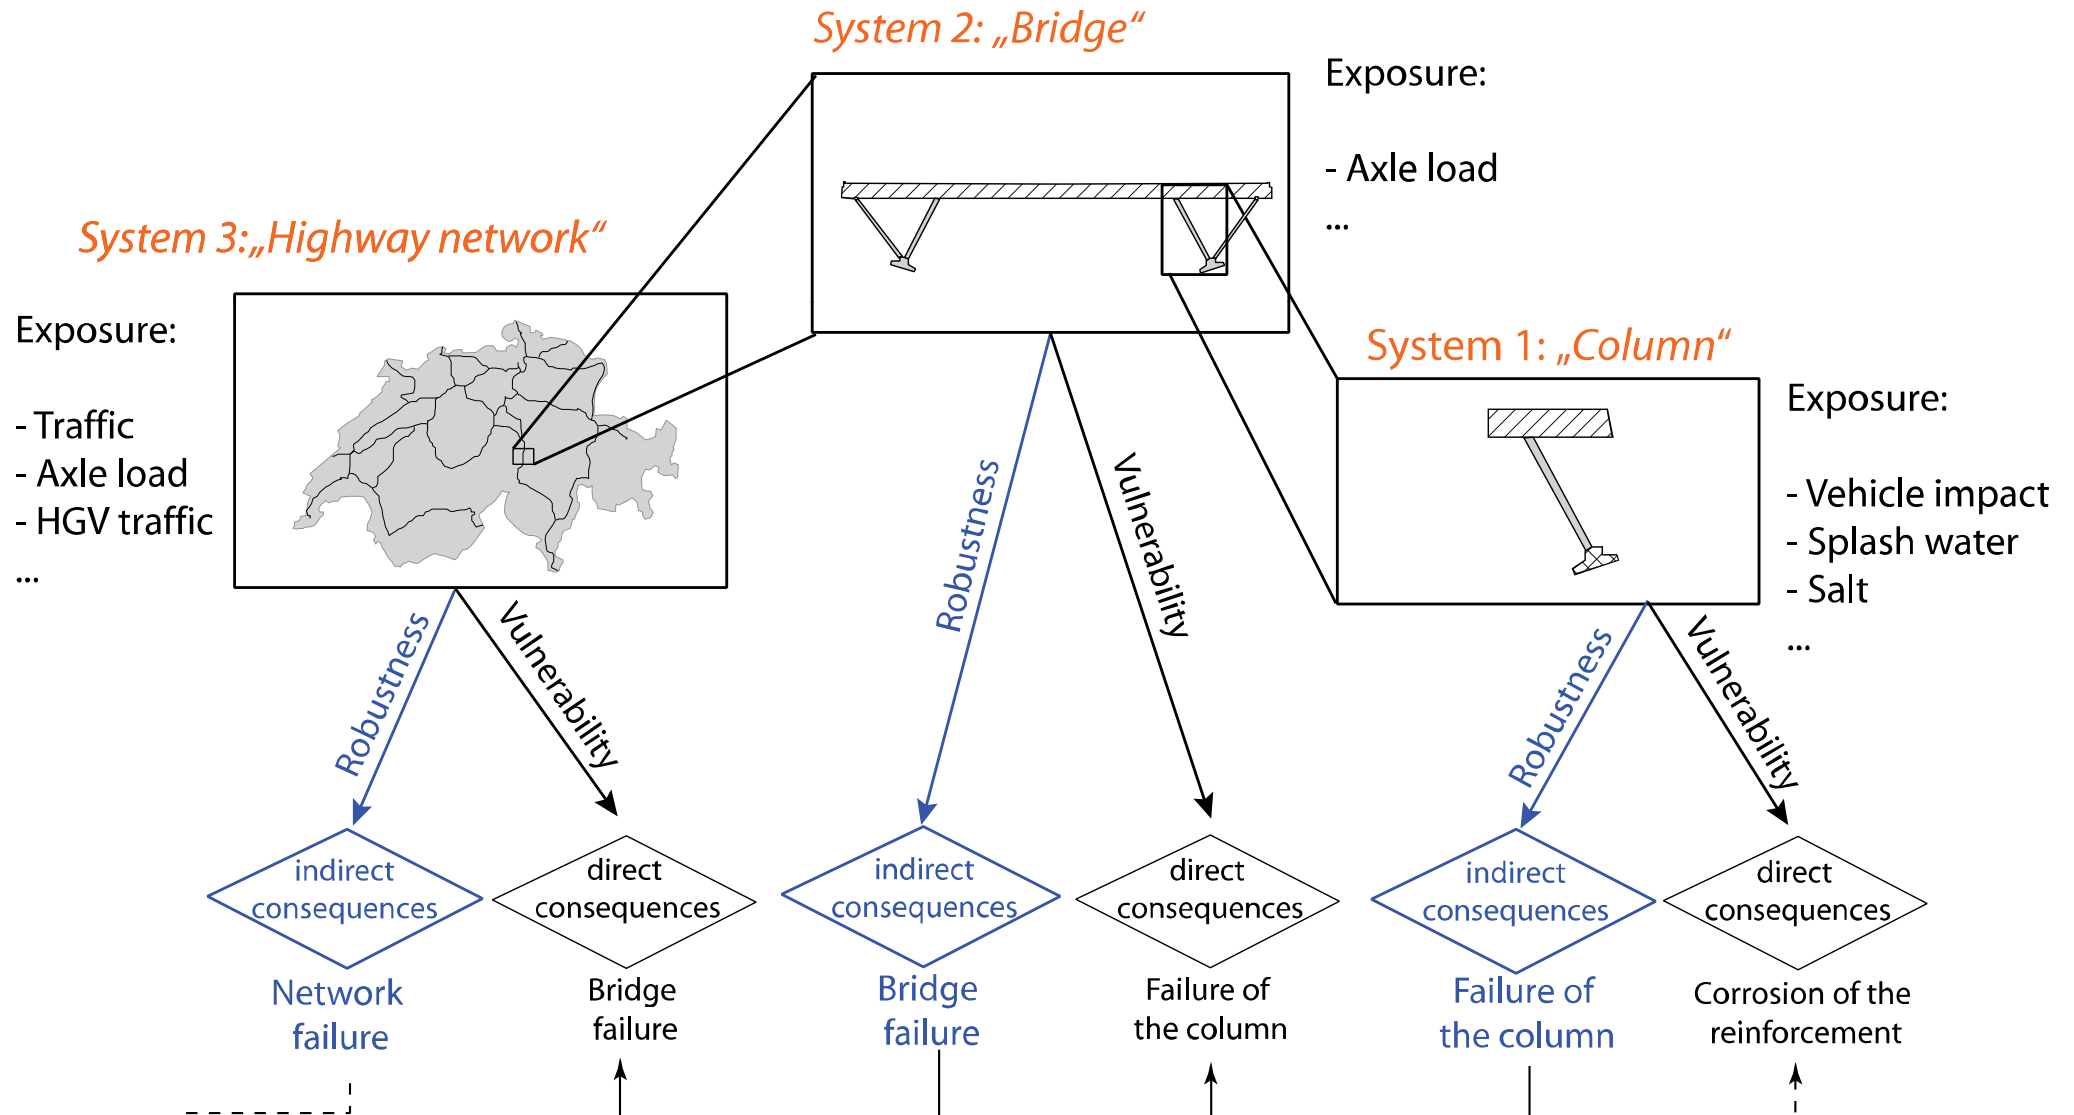 System 2: „Bridge“
Exposure:
- Axle load
...
System 3:„Highway network“
Exposure:
- Traffic
- Axle load
- HGV traffic
...
System 1: „Column“
Exposure:
- Vehicle impact
- Splash water
- Salt
...
Robustness
Vulnerability
Robustness
Vulnerability
Robustness
Vulnerability
indirect
consequences
direct
consequences
indirect
consequences
direct
consequences
indirect
consequences
direct
consequences
Network
failure
Bridge
failure
Bridge
failure
Failure of
the column
Failure of
the column
Corrosion of the
reinforcement